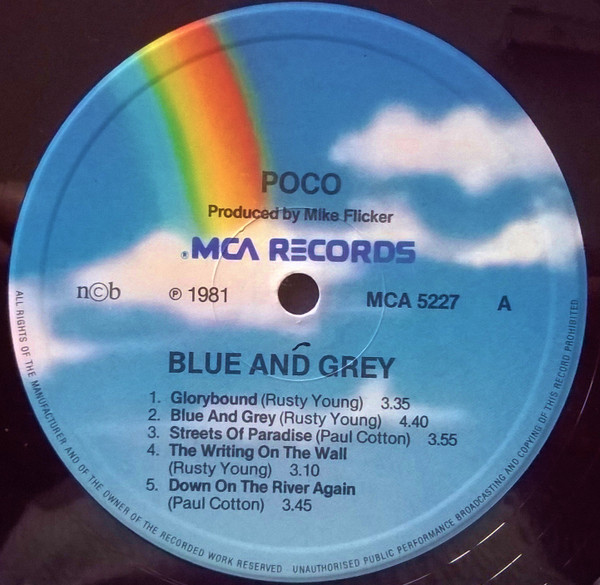 POCO
Produced by Mike Flicker
® MCA RECORDS
n©b ℗ 1981 MCA 5227 A
BLUE AND GREY
1. Glorybound (Rusty Young) 3.35
2. Blue And Grey (Rusty Young) 4.40
3. Streets Of Paradise (Paul Cotton) 3.55
4. The Writing On The Wall
(Rusty Young) 3.10
5. Down On The River Again
(Paul Cotton) 3.45
ALL RIGHTS OF THE MANUFACTURER AND OF THE OWNER OF THE RECORDED WORK RESERVED UNAUTHORISED PUBLIC PERFORMANCE BROADCASTING AND COPYING OF THIS RECORD PROHIBITED